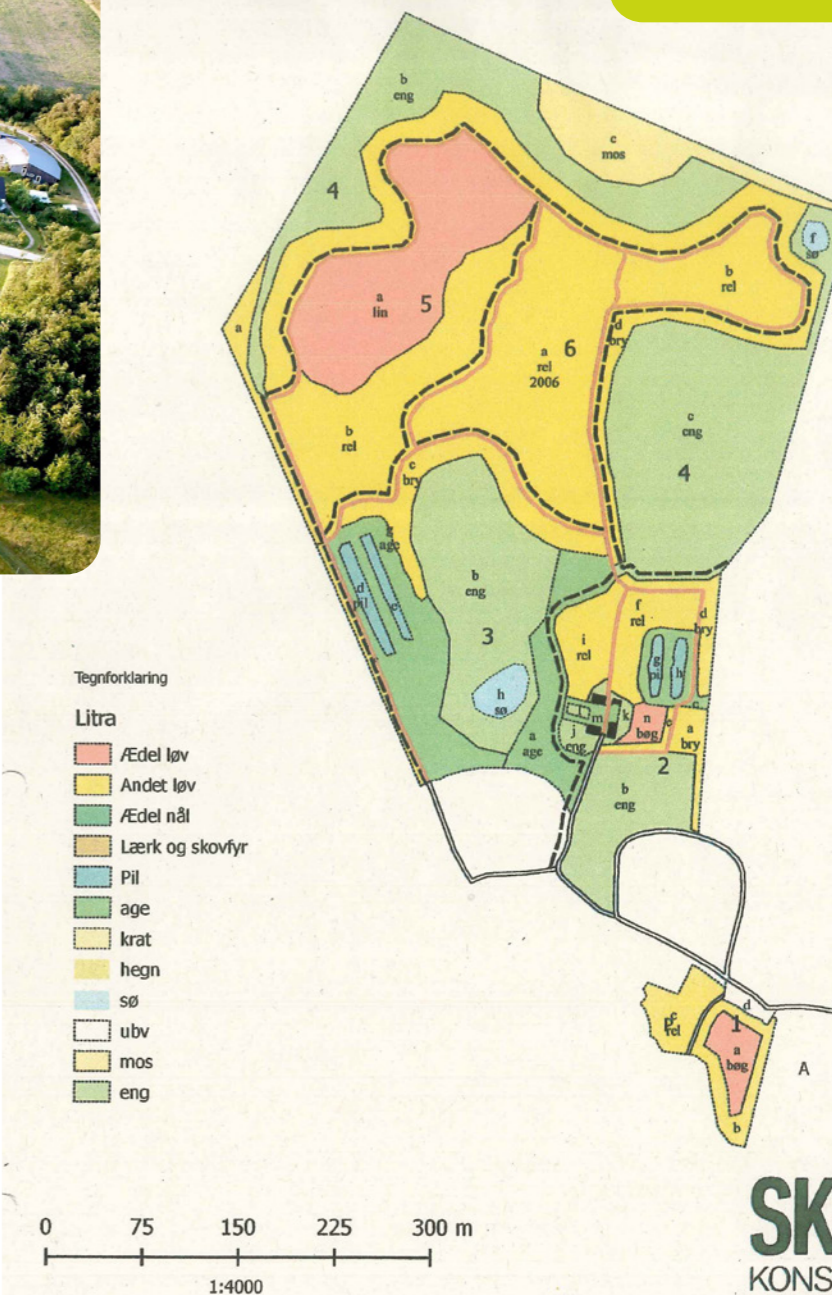 b
eng
c
mos
4
f
sø
b
rel
a
lin
5
a
6
a
rel
2006
d
bry
c
eng
4
b
rel
c
bry
g
age
d
pil
e
b
eng
3
h
sø
a
age
f
rel
d
bry
i
rel
g
pil
h
m
k
n
bøg
e
c
j
eng
a
bry
2
b
eng
d
1
rel
a
bøg
b
A
Tegnforklaring
Litra
Ædel løv
Andet løv
Ædel nål
Lærk og skovfyr
Pil
age
krat
hegn
sø
ubv
mos
eng
0 75 150 225 300 m
1:4000
SK
KONS